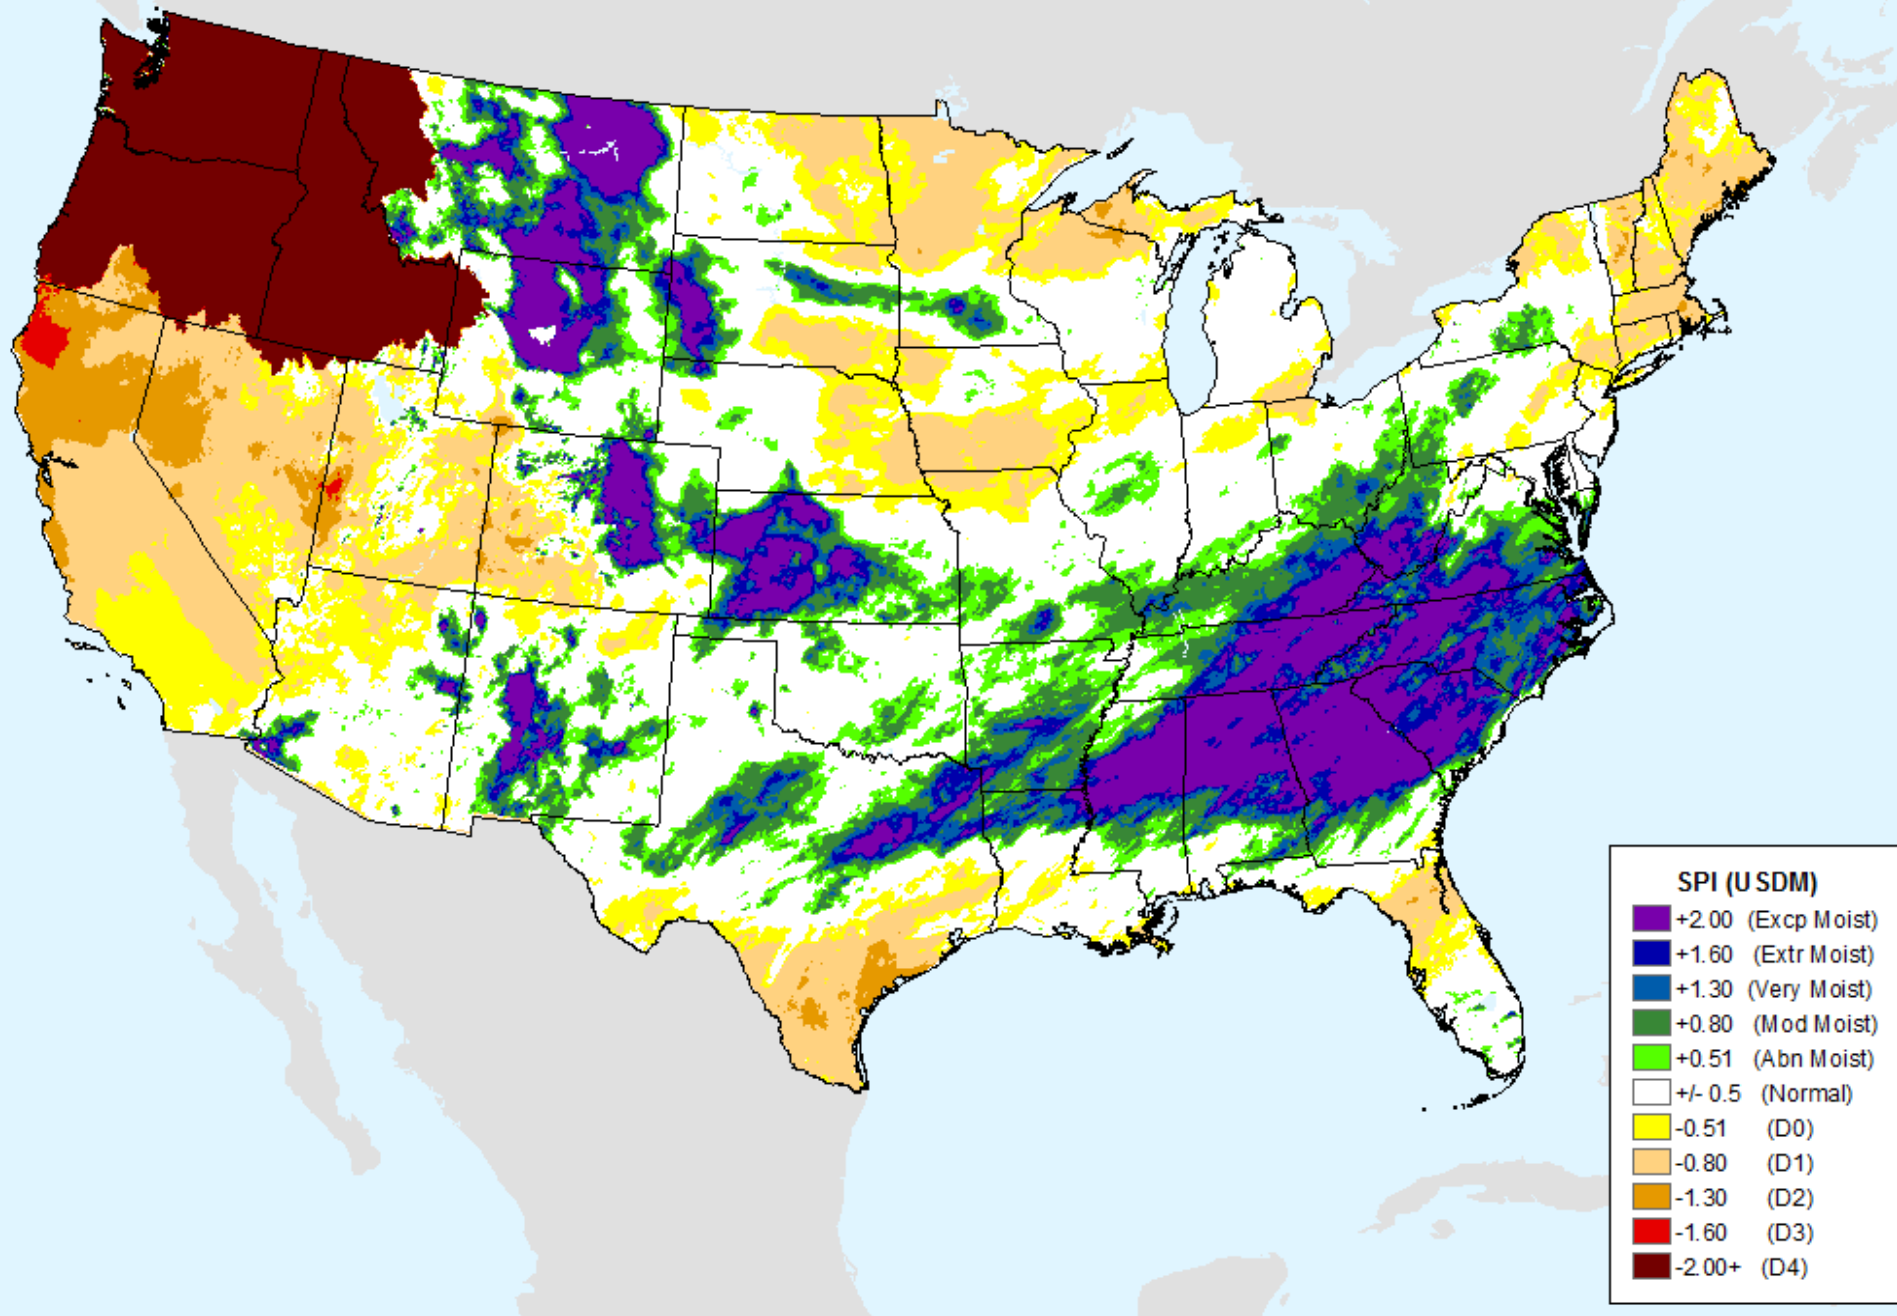 SPI (USDM)
+2.00 (Excp Moist)
+1.60 (Extr Moist)
+1.30 (Very Moist)
+0.80 (Mod Moist)
+0.51 (Abn Moist)
+/- 0.5 (Normal)
-0.51 (D0)
-0.80 (D1)
-1.30 (D2)
-1.60 (D3)
-2.00+ (D4)